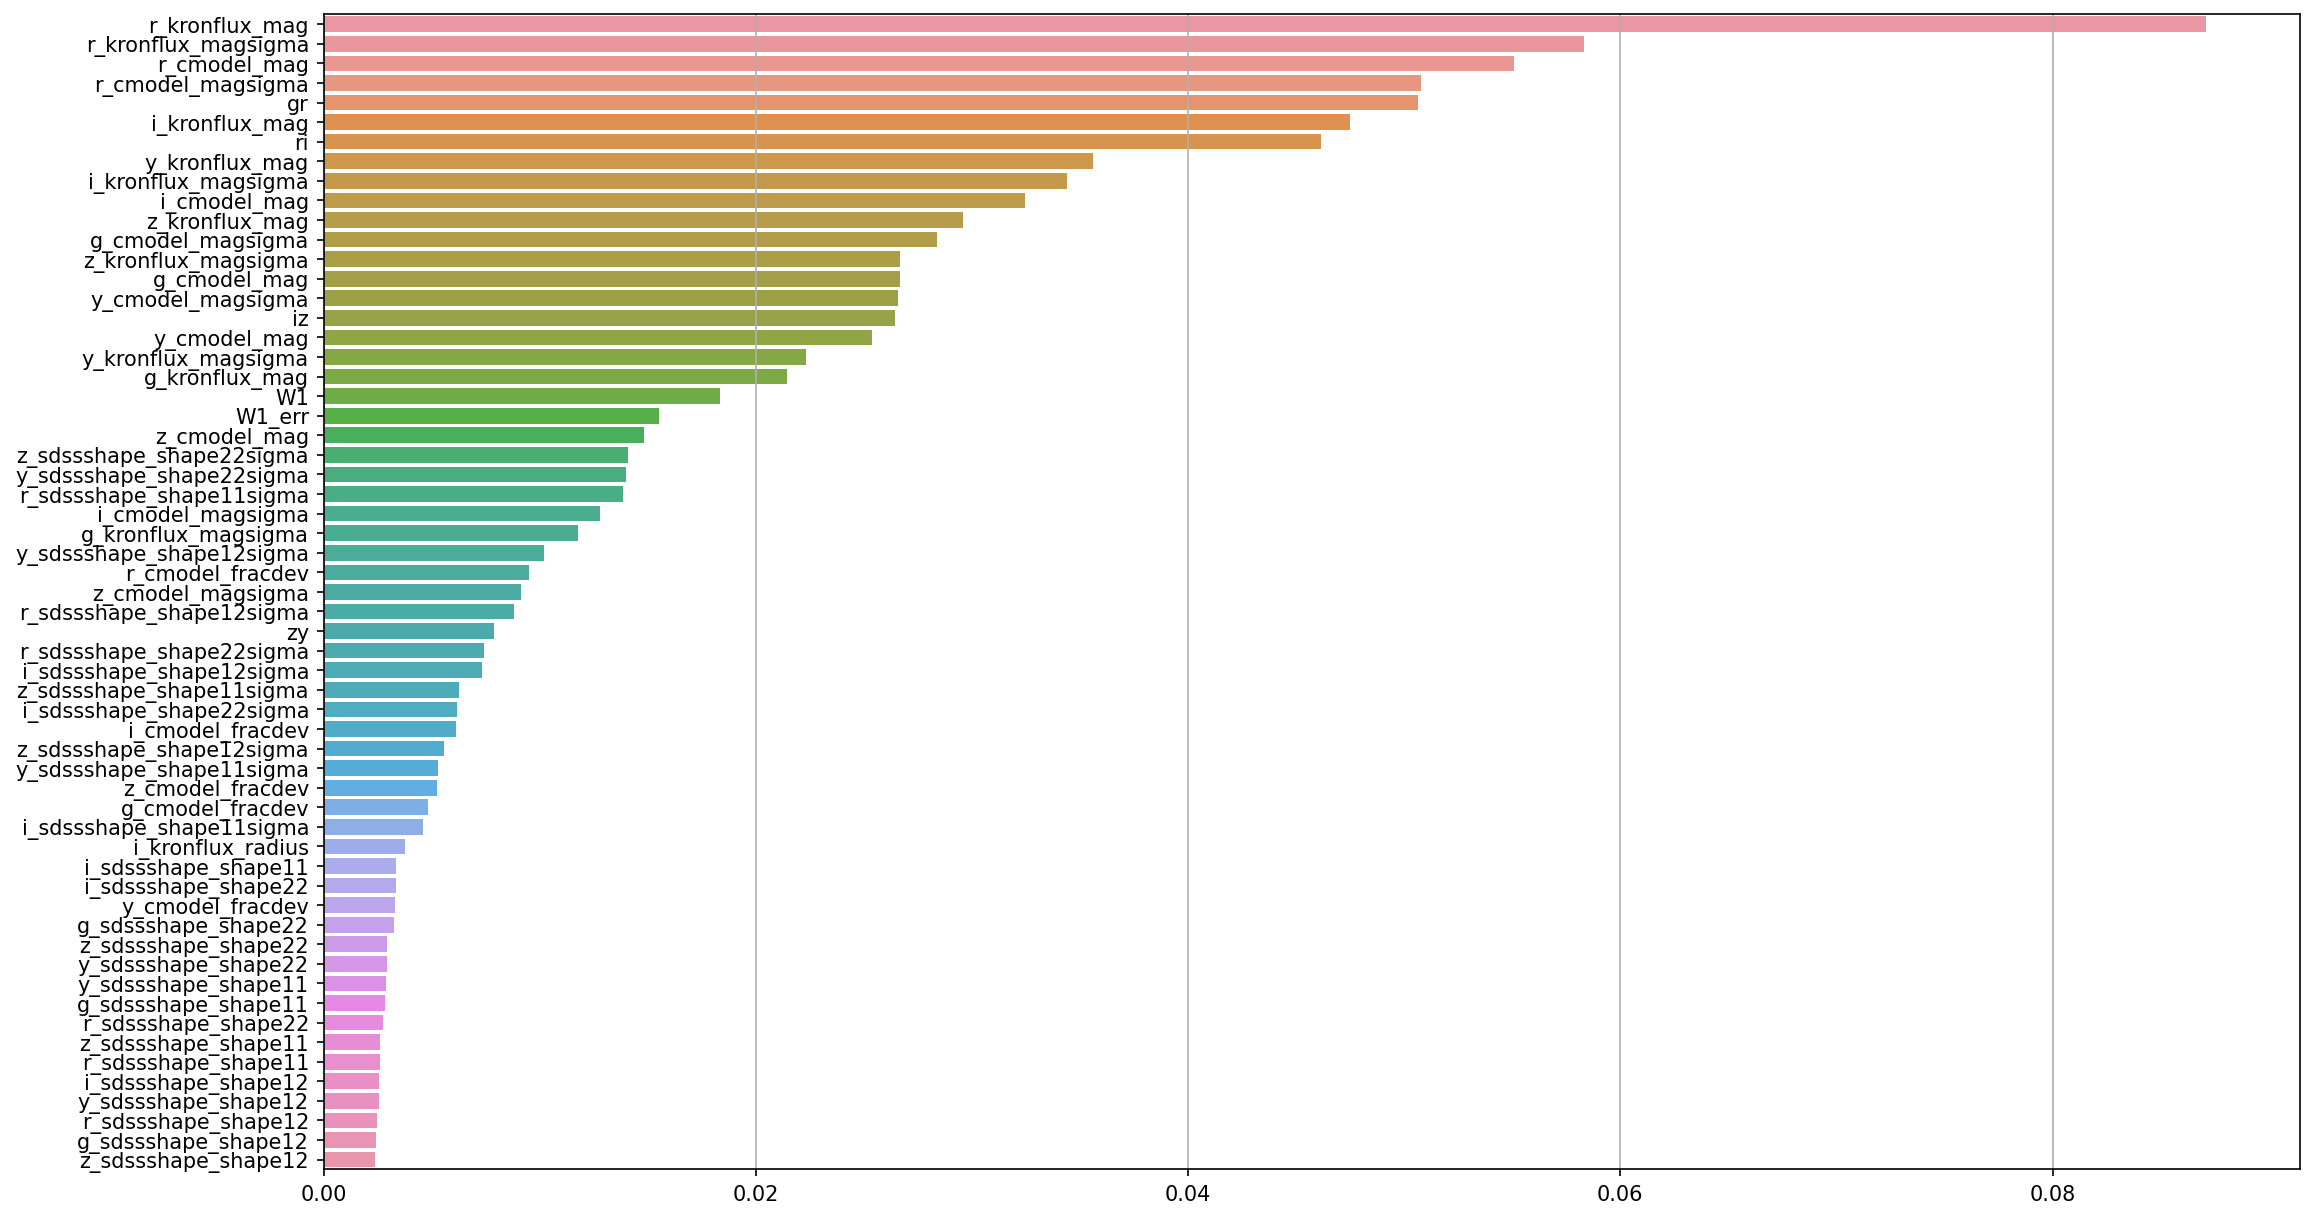 r_kronflux_mag
r_kronflux_magsigma
r_cmodel_mag
r_cmodel_magsigma
gr
i_kronflux_mag
ri
y_kronflux_mag
i_kronflux_magsigma
i_cmodel_mag
z_kronflux_mag
g_cmodel_magsigma
z_kronflux_magsigma
g_cmodel_mag
y_cmodel_magsigma
iz
y_cmodel_mag
y_kronflux_magsigma
g_kronflux_mag
W1
W1_err
z_cmodel_mag
z_sdssshape_shape22sigma
y_sdssshape_shape22sigma
r_sdssshape_shape11sigma
i_cmodel_magsigma
g_kronflux_magsigma
y_sdssshape_shape12sigma
r_cmodel_fracdev
z_cmodel_magsigma
r_sdssshape_shape12sigma
zy
r_sdssshape_shape22sigma
i_sdssshape_shape12sigma
z_sdssshape_shape11sigma
i_sdssshape_shape22sigma
i_cmodel_fracdev
z_sdssshape_shape12sigma
y_sdssshape_shape11sigma
z_cmodel_fracdev
g_cmodel_fracdev
i_sdssshape_shape11sigma
i_kronflux_radius
i_sdssshape_shape11
i_sdssshape_shape22
y_cmodel_fracdev
g_sdssshape_shape22
z_sdssshape_shape22
y_sdssshape_shape22
y_sdssshape_shape11
g_sdssshape_shape11
r_sdssshape_shape22
z_sdssshape_shape11
r_sdssshape_shape11
i_sdssshape_shape12
y_sdssshape_shape12
r_sdssshape_shape12
g_sdssshape_shape12
z_sdssshape_shape12
0.00 0.02 0.04 0.06 0.08